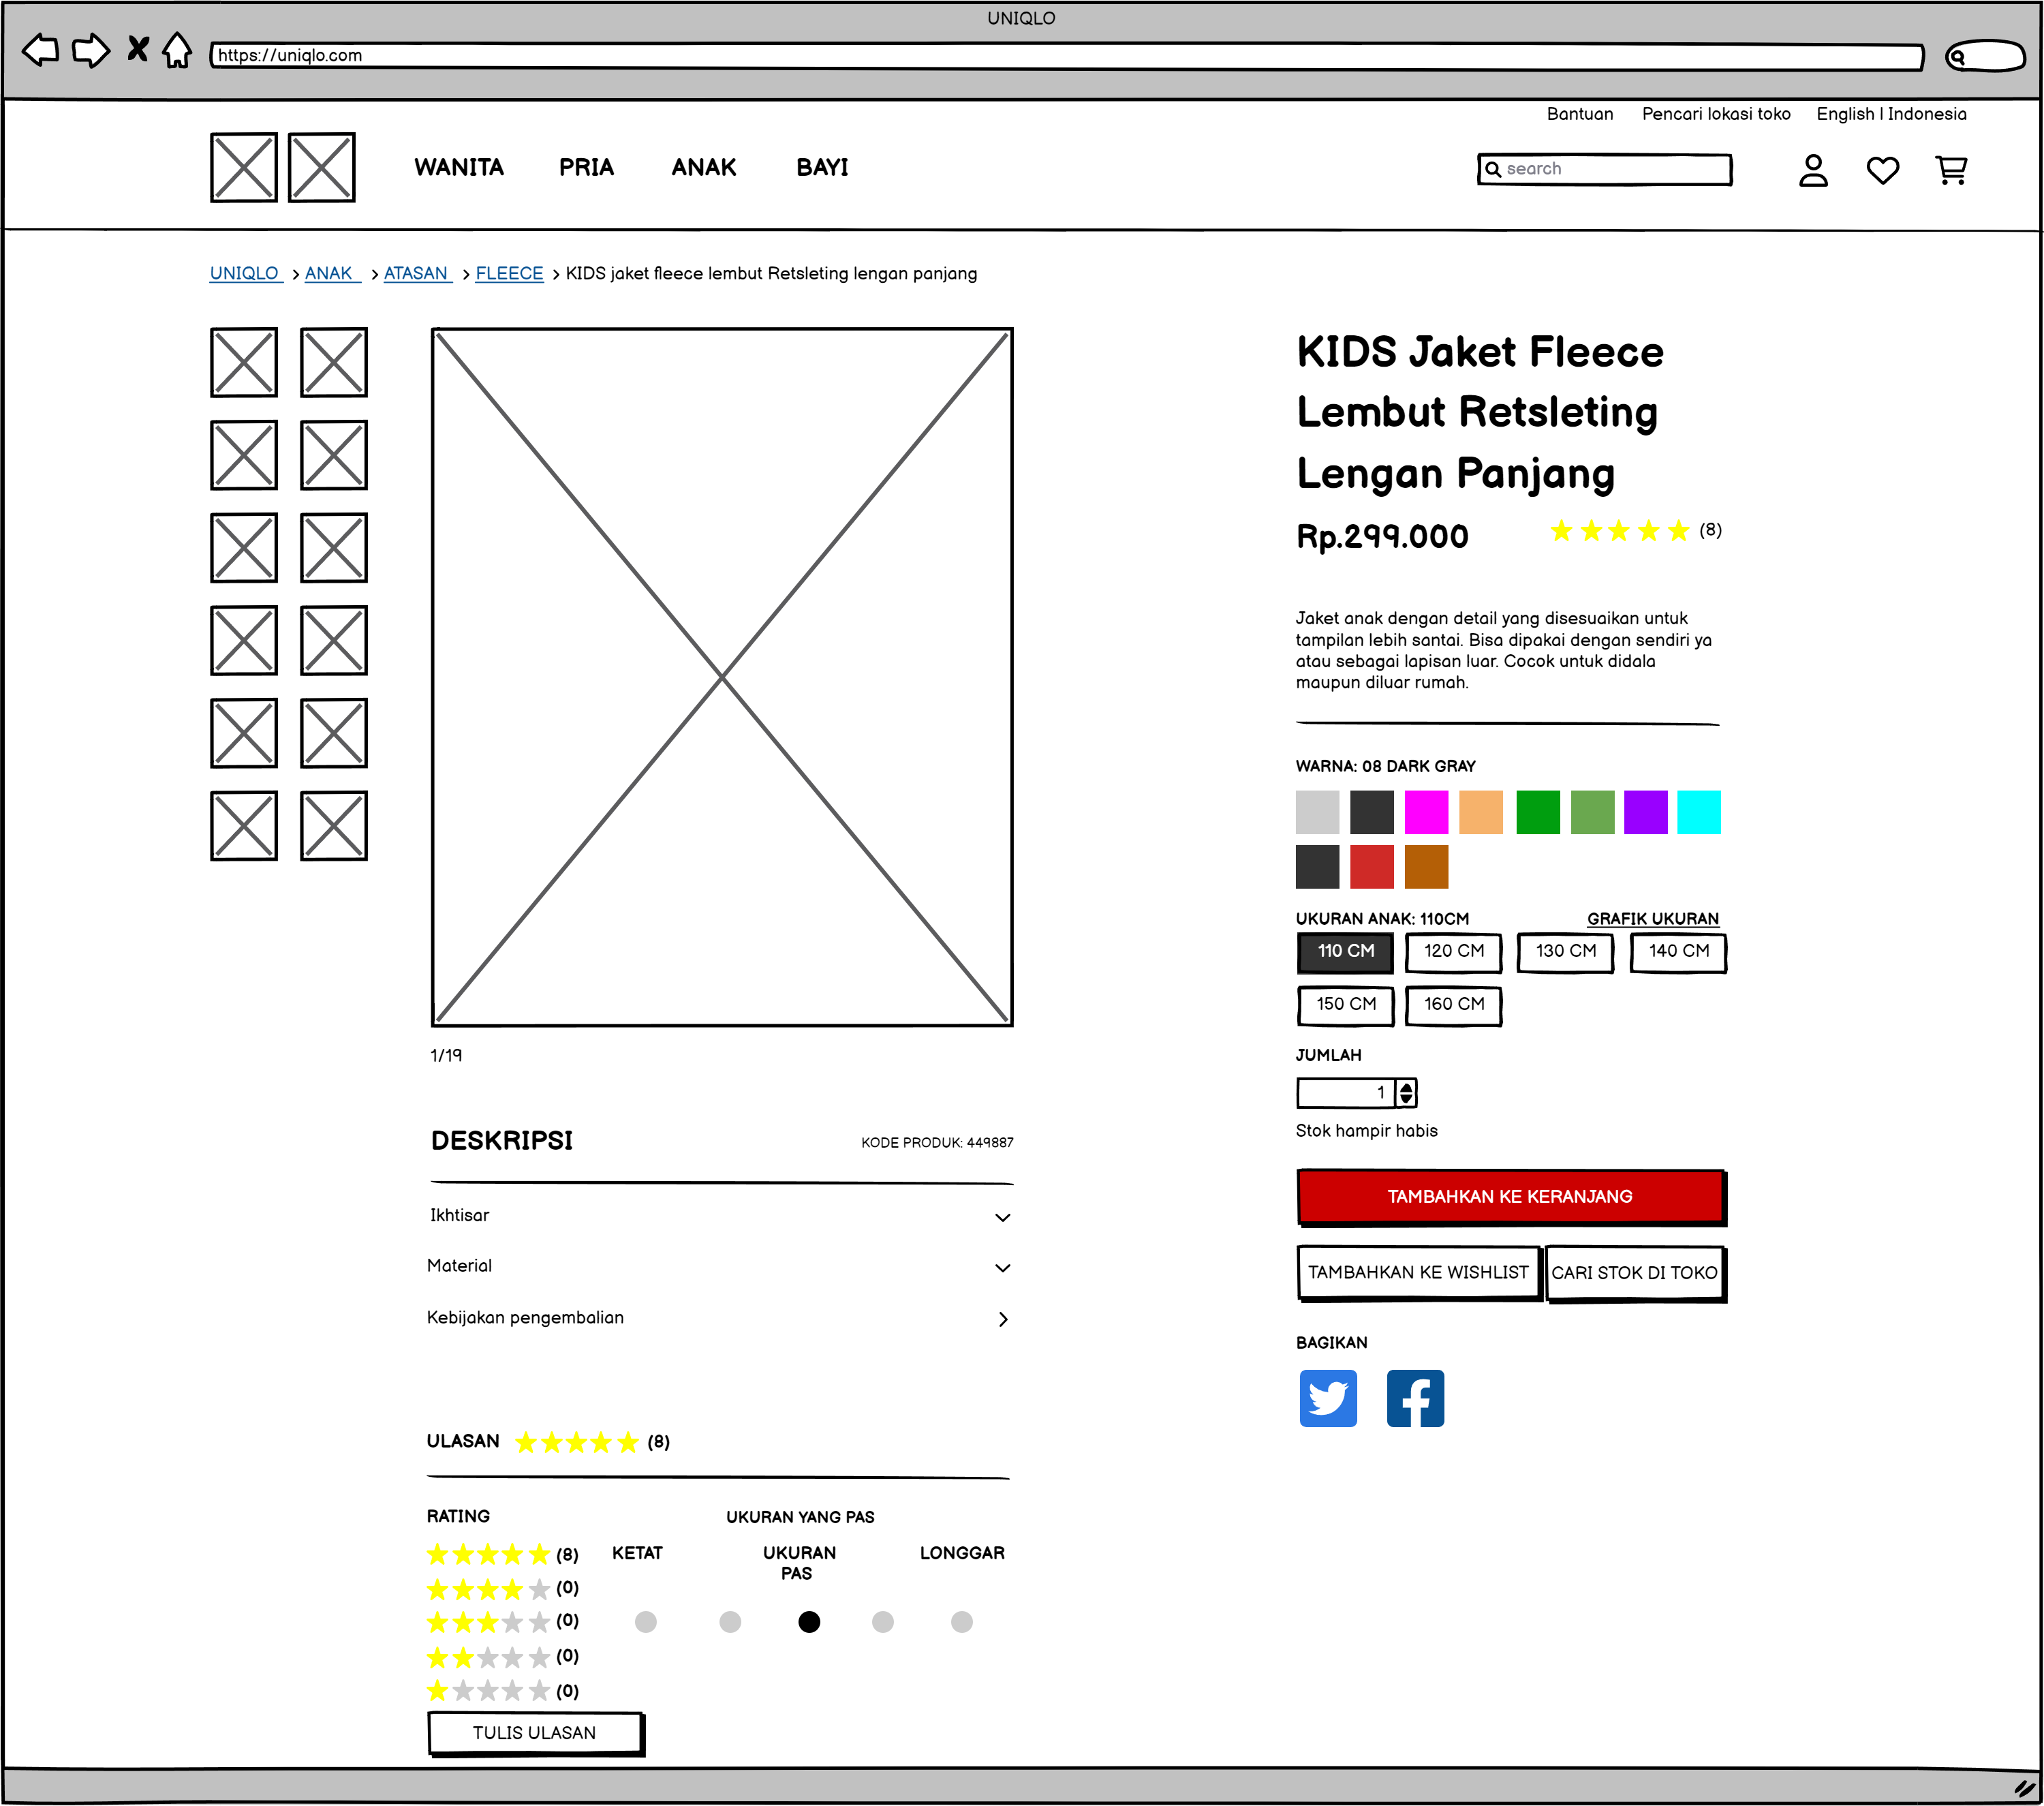 UNIQLO
https://uniqlo.com
Bantuan Pencari lokasi toko English | Indonesia
WANITA PRIA ANAK BAYI
search
UNIQLO > ANAK > ATASAN > FLEECE > KIDS jaket fleece lembut Retsleting lengan panjang
KIDS Jaket Fleece
Lembut Retsleting
Lengan Panjang
Rp.299.000 (8)
Jaket anak dengan detail yang disesuaikan untuk
tampilan lebih santai. Bisa dipakai dengan sendiri ya
atau sebagai lapisan luar. Cocok untuk didala
maupun diluar rumah.
WARNA: 08 DARK GRAY
UKURAN ANAK: 110CM GRAFIK UKURAN
110 CM 120 CM 130 CM 140 CM
150 CM 160 CM
JUMLAH
1
Stok hampir habis
TAMBAHKAN KE KERANJANG
TAMBAHKAN KE WISHLIST CARI STOK DI TOKO
BAGIKAN
1/19
DESKRIPSI KODE PRODUK: 449887
Ikhtisar
Material
Kebijakan pengembalian
ULASAN (8)
RATING UKURAN YANG PAS
(8) KETAT UKURAN PAS LONGGAR
(0)
(0)
(0)
(0)
TULIS ULASAN